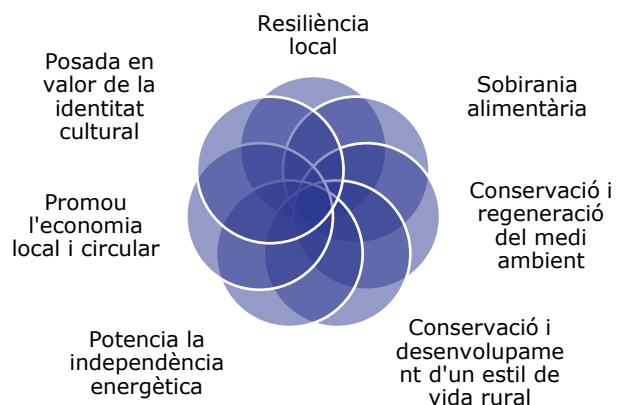 Resiliència
local
Sobirania
alimentària
Conservació i
regeneració
del medi
ambient
Conservació i
desenvolupame
nt d'un estil de
vida rural
Potencia la
independència
energètica
Promou
l'economia
local i circular
Posada en
valor de la
identitat
cultural